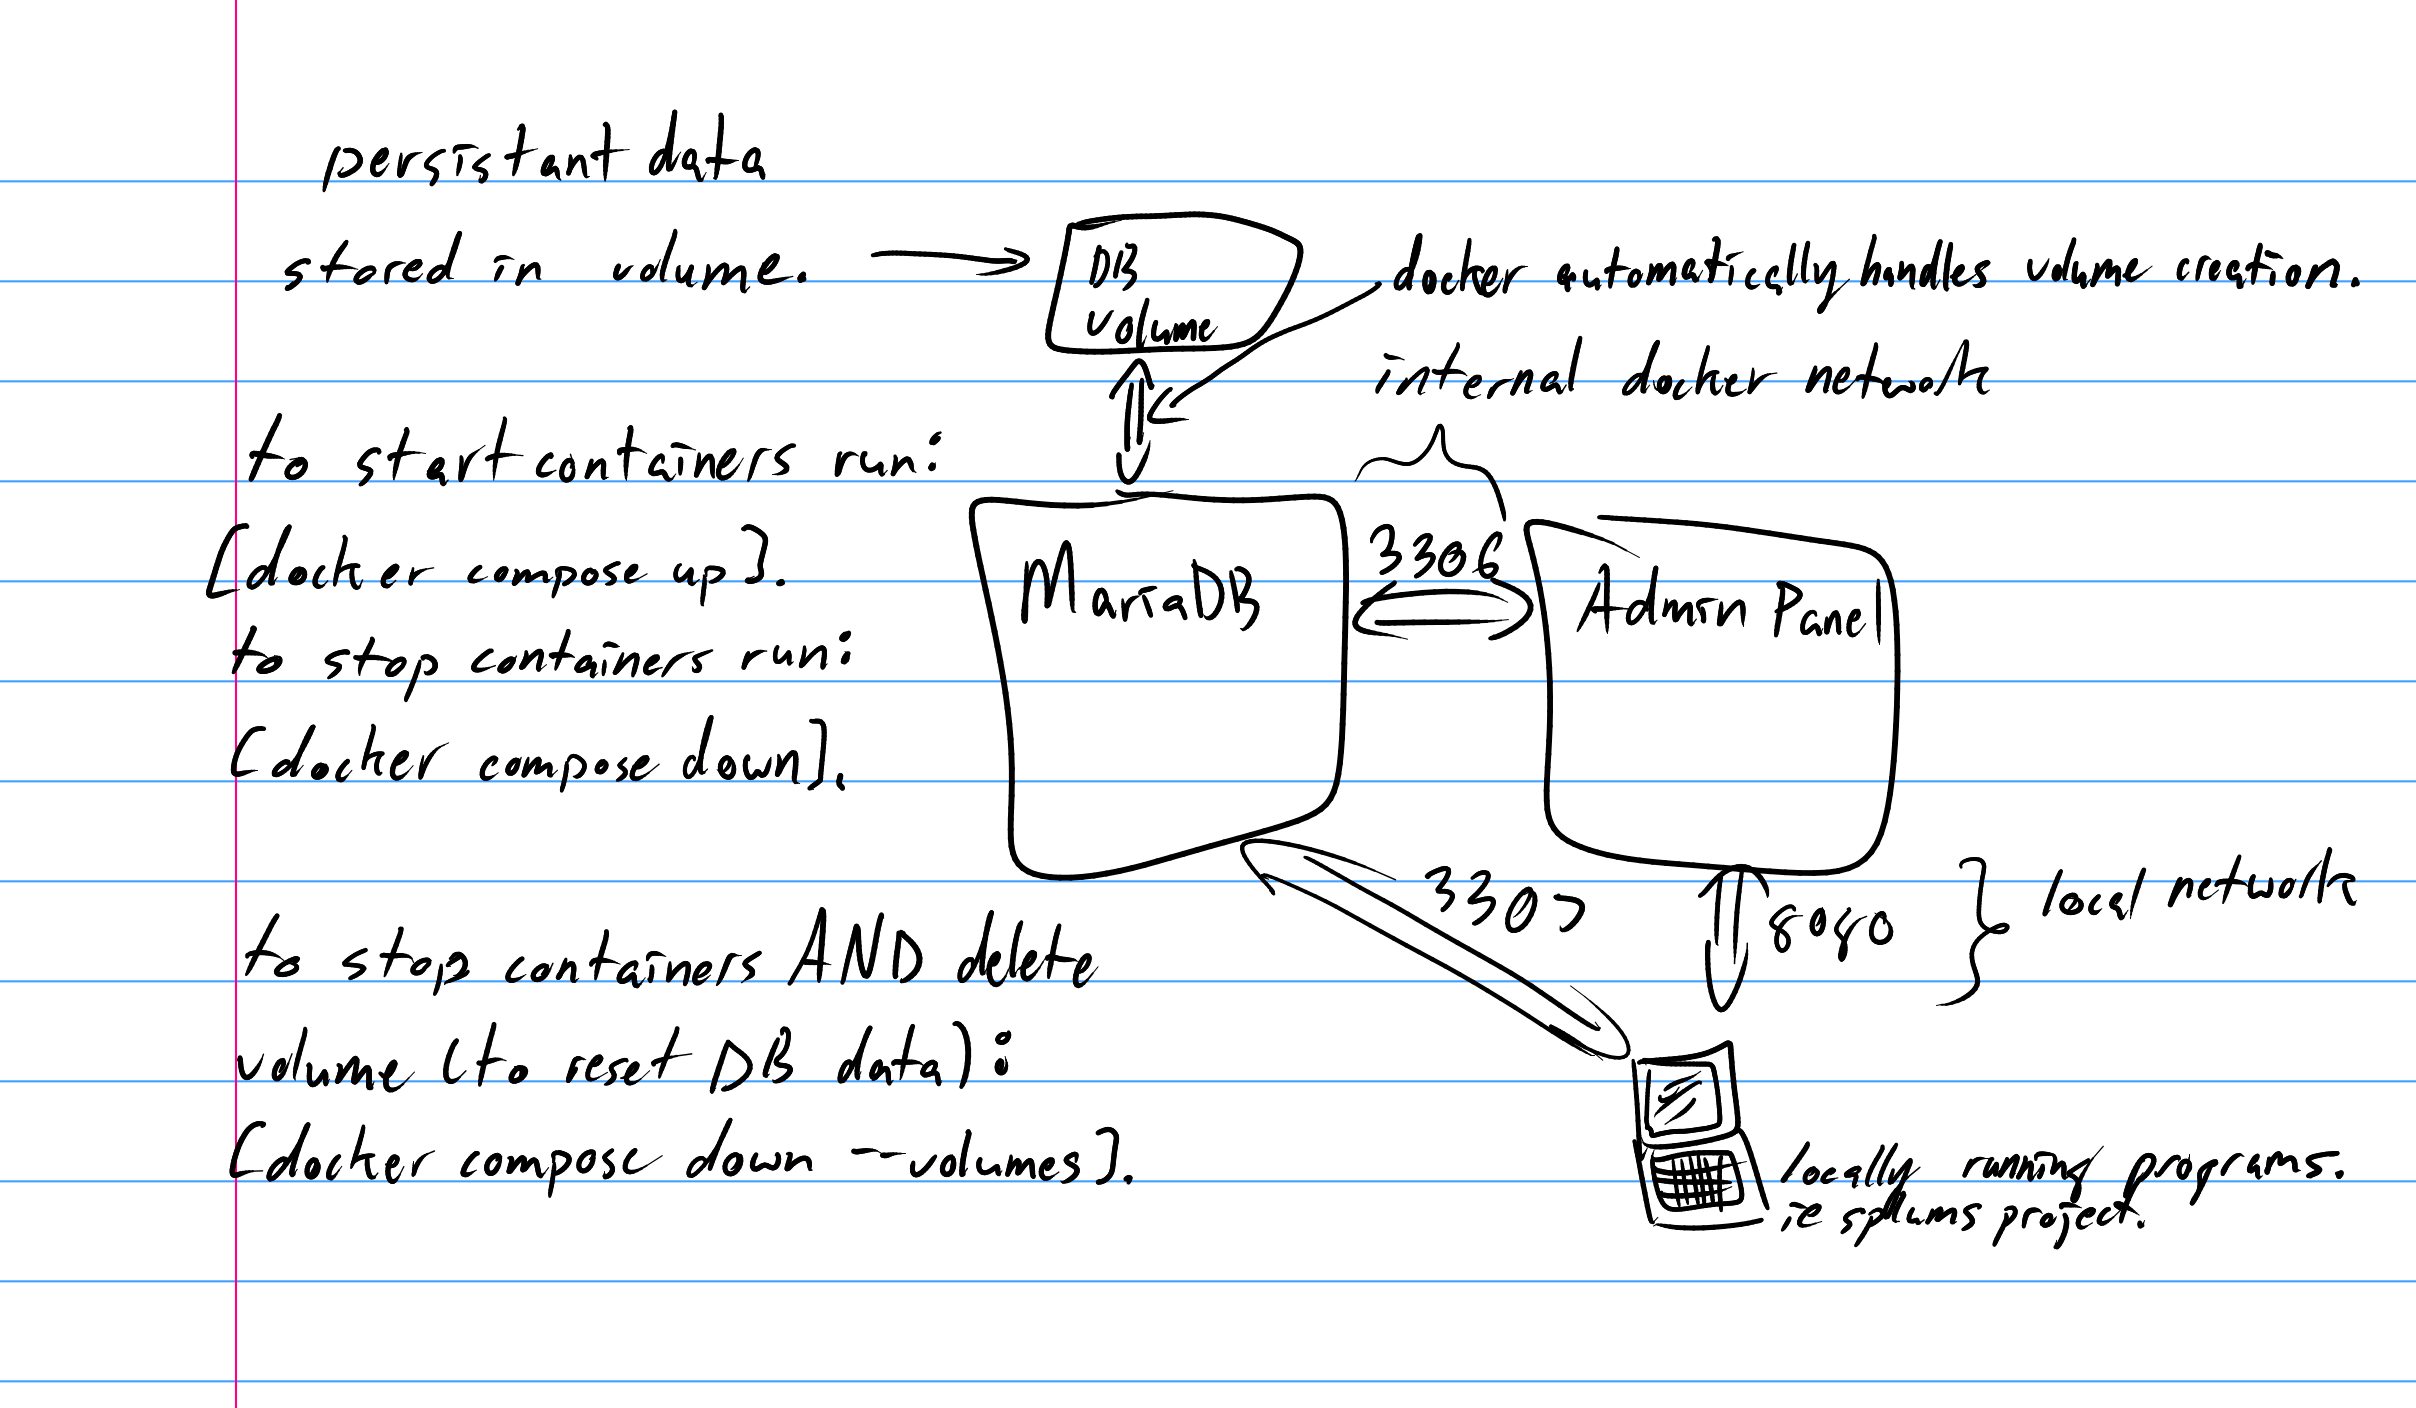 persistant data
stored in volume.
DB
volume
docker automatically handles volume creation.
internal docker network
to start containers run:
[docker compose up].
to stop containers run:
[docker compose down].
MariaDB
3306
Admin Panel
3307
8080
local network
to stop containers AND delete
volume (to reset DB data):
[docker compose down --volumes].
locally running programs.
ie project.